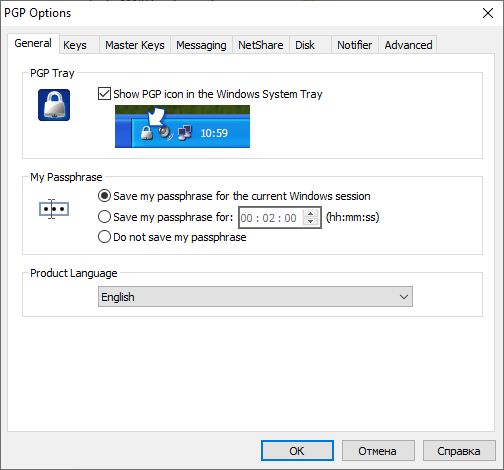 PGP Options
General Keys Master Keys Messaging NetShare Disk Notifier Advanced
PGP Tray
Show PGP icon in the Windows System Tray
10:59
My Passphrase
Save my passphrase for the current Windows session
Save my passphrase for: 00 : 02 : 00 (hh:mm:ss)
Do not save my passphrase
Product Language
English
OK Отмена Справка